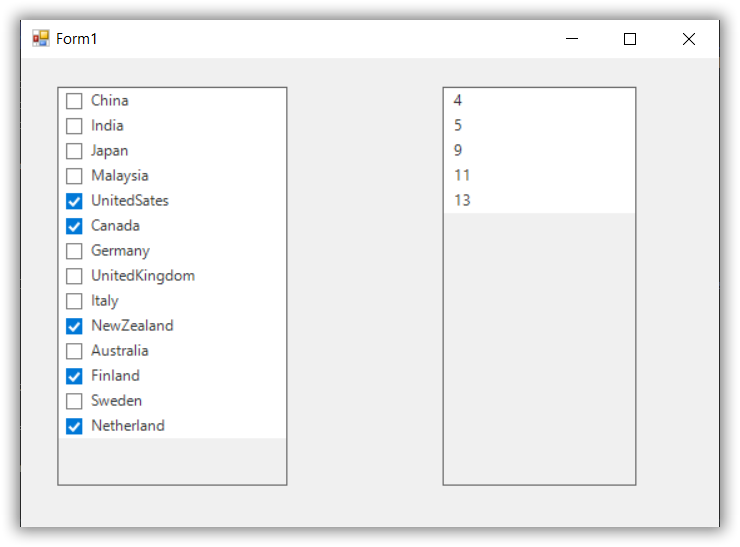 Form1
China
India
Japan
Malaysia
UnitedSates
Canada
Germany
UnitedKingdom
Italy
NewZealand
Australia
Finland
Sweden
Netherland
4
5
9
11
13